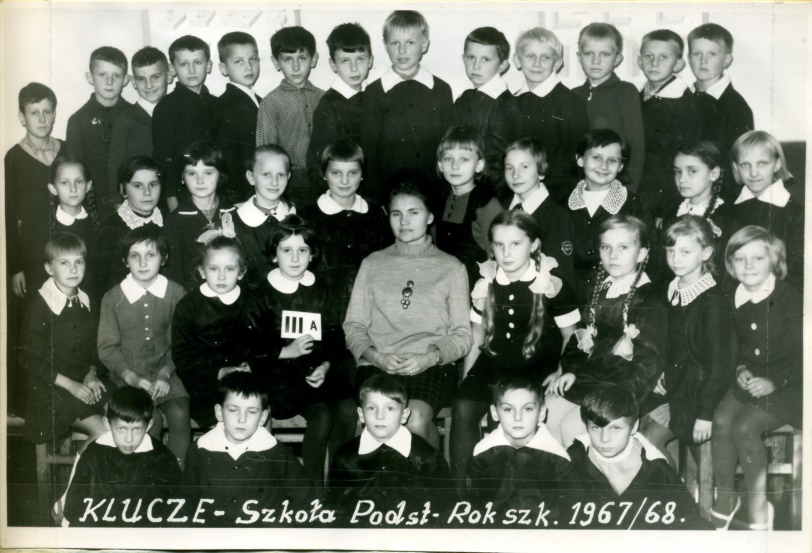 III A
KLUCZE - Szkoła Podst - Rok szk. 1967/68.